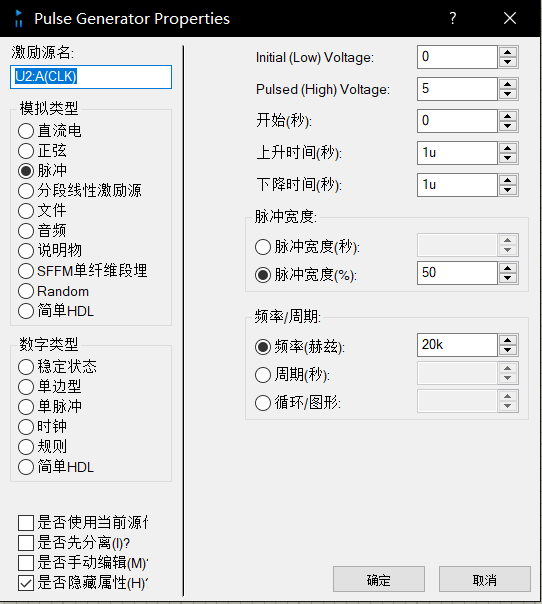 Pulse Generator Properties
激励源名:
U2:A(CLK)
模拟类型
直流电
正弦
脉冲
分段线性激励源
文件
音频
说明物
SFFM单纤维段埋
Random
简单HDL
数字类型
稳定状态
单边型
单脉冲
时钟
规则
简单HDL
是否使用当前源
是否先分离(I)?
是否手动编辑(M)
是否隐藏属性(H)
Initial (Low) Voltage: 0
Pulsed (High) Voltage: 5
开始(秒): 0
上升时间(秒): 1u
下降时间(秒): 1u
脉冲宽度:
脉冲宽度(秒):
脉冲宽度(%): 50
频率/周期:
频率(赫兹): 20k
周期(秒):
循环/图形:
确定
取消